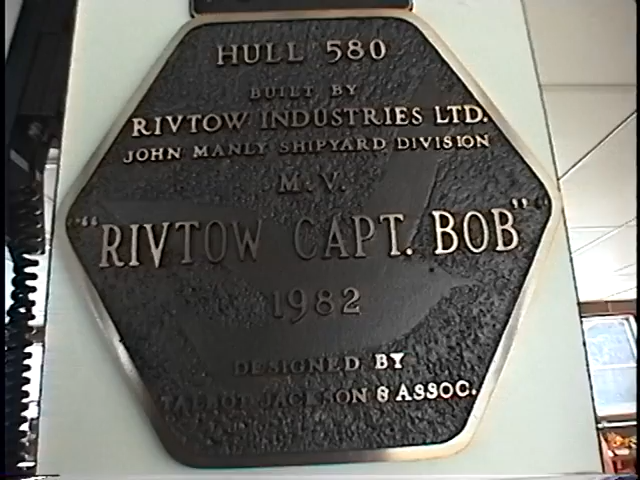 HULL 580
BUILT BY
RIVTOW INDUSTRIES LTD.
JOHN MANLY SHIPYARD DIVISION
M.V.
"RIVTOW CAPT. BOB"
1982
DESIGNED BY
TALBOT JACKSON & ASSOC.